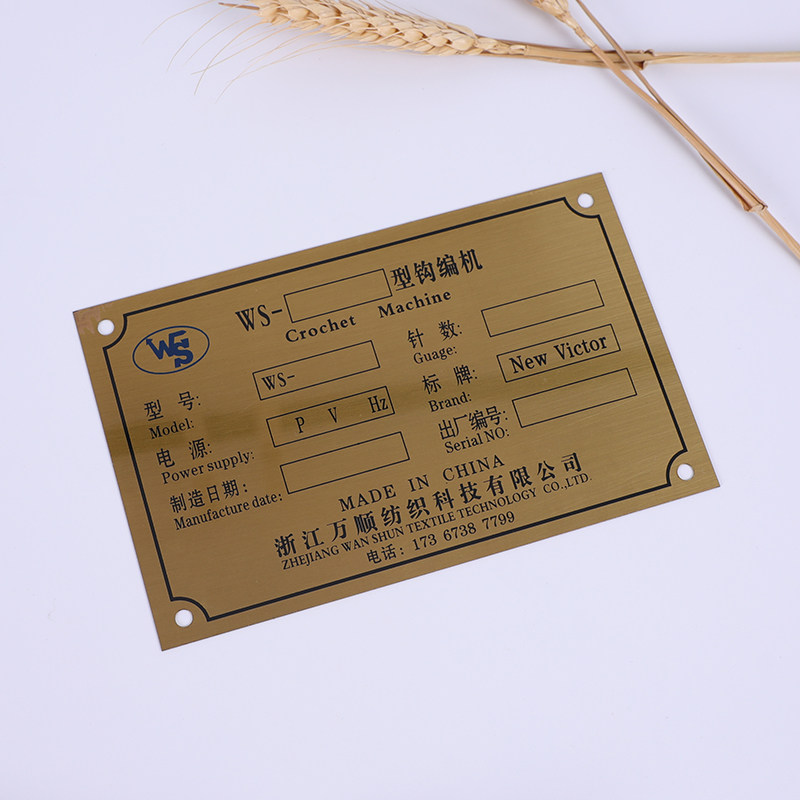 WS- 型钩编机
Crochet Machine
WS
型 号: WS-
Model:
电 源: P V Hz
Power supply:
制造日期:
Manufacture date:
针 数:
Guage:
标 牌: New Victor
Brand:
出厂编号:
Serial NO:
MADE IN CHINA
浙江万顺纺织科技有限公司
ZHEJIANG WAN SHUN TEXTILE TECHNOLOGY CO.,LTD.
电话: 173 6738 7799